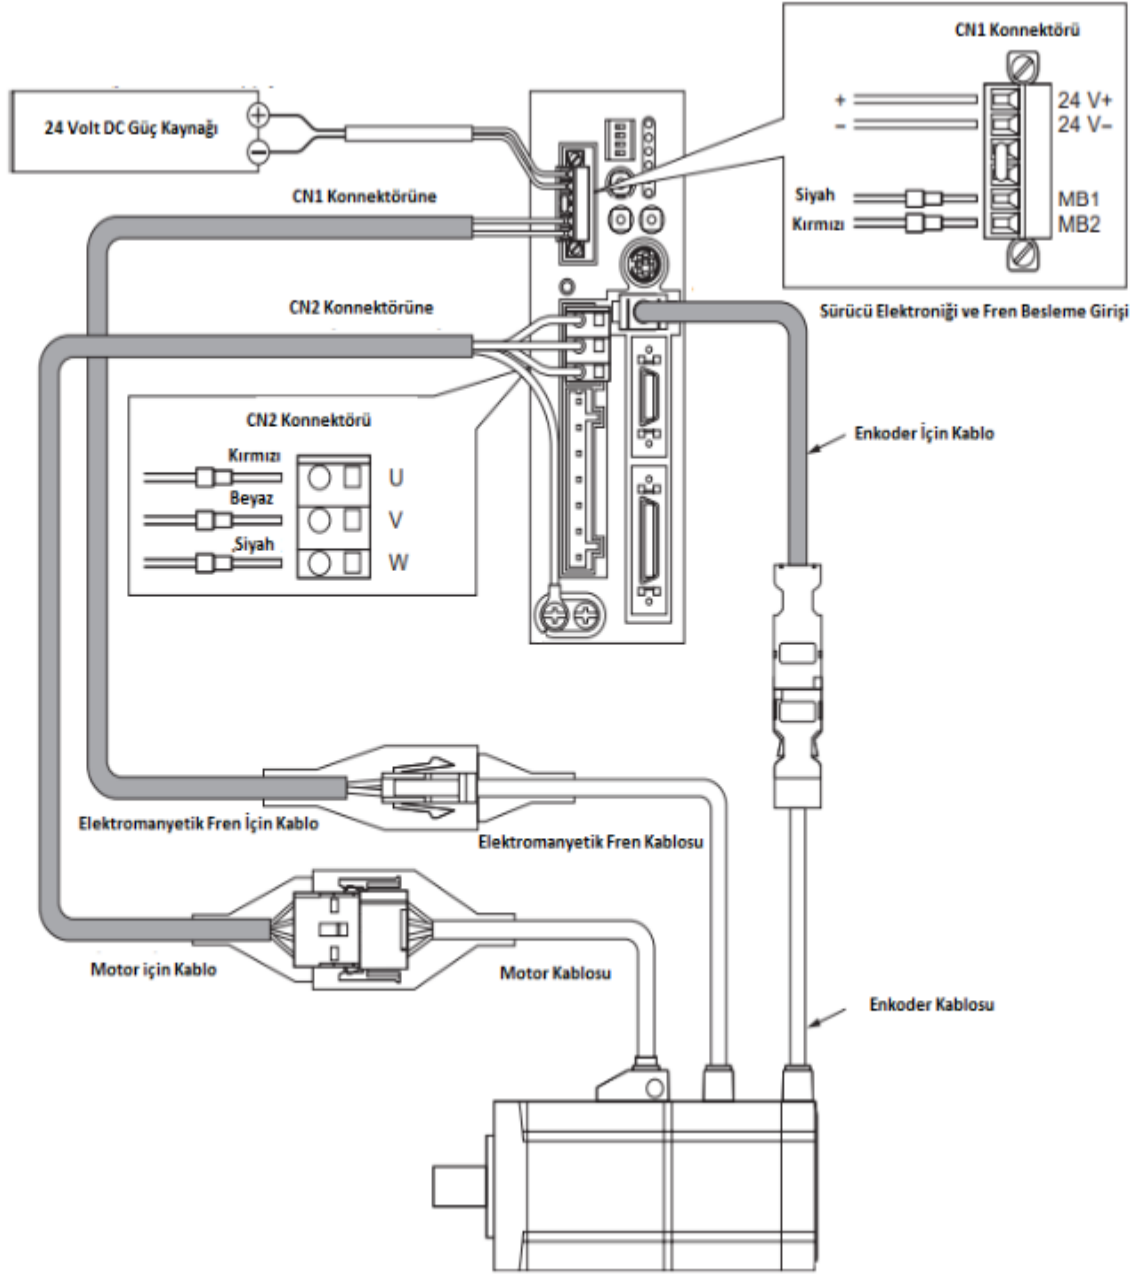 CN1 Konnektörü
+
24 V+
−
24 V−
Siyah
MB1
Kırmızı
MB2
Sürücü Elektroniği ve Fren Besleme Girişi
24 Volt DC Güç Kaynağı
+
−
CN1 Konnektörüne
CN2 Konnektörüne
CN2 Konnektörü
Kırmızı
U
Beyaz
V
Siyah
W
Enkoder İçin Kablo
Elektromanyetik Fren İçin Kablo
Elektromanyetik Fren Kablosu
Motor için Kablo
Motor Kablosu
Enkoder Kablosu